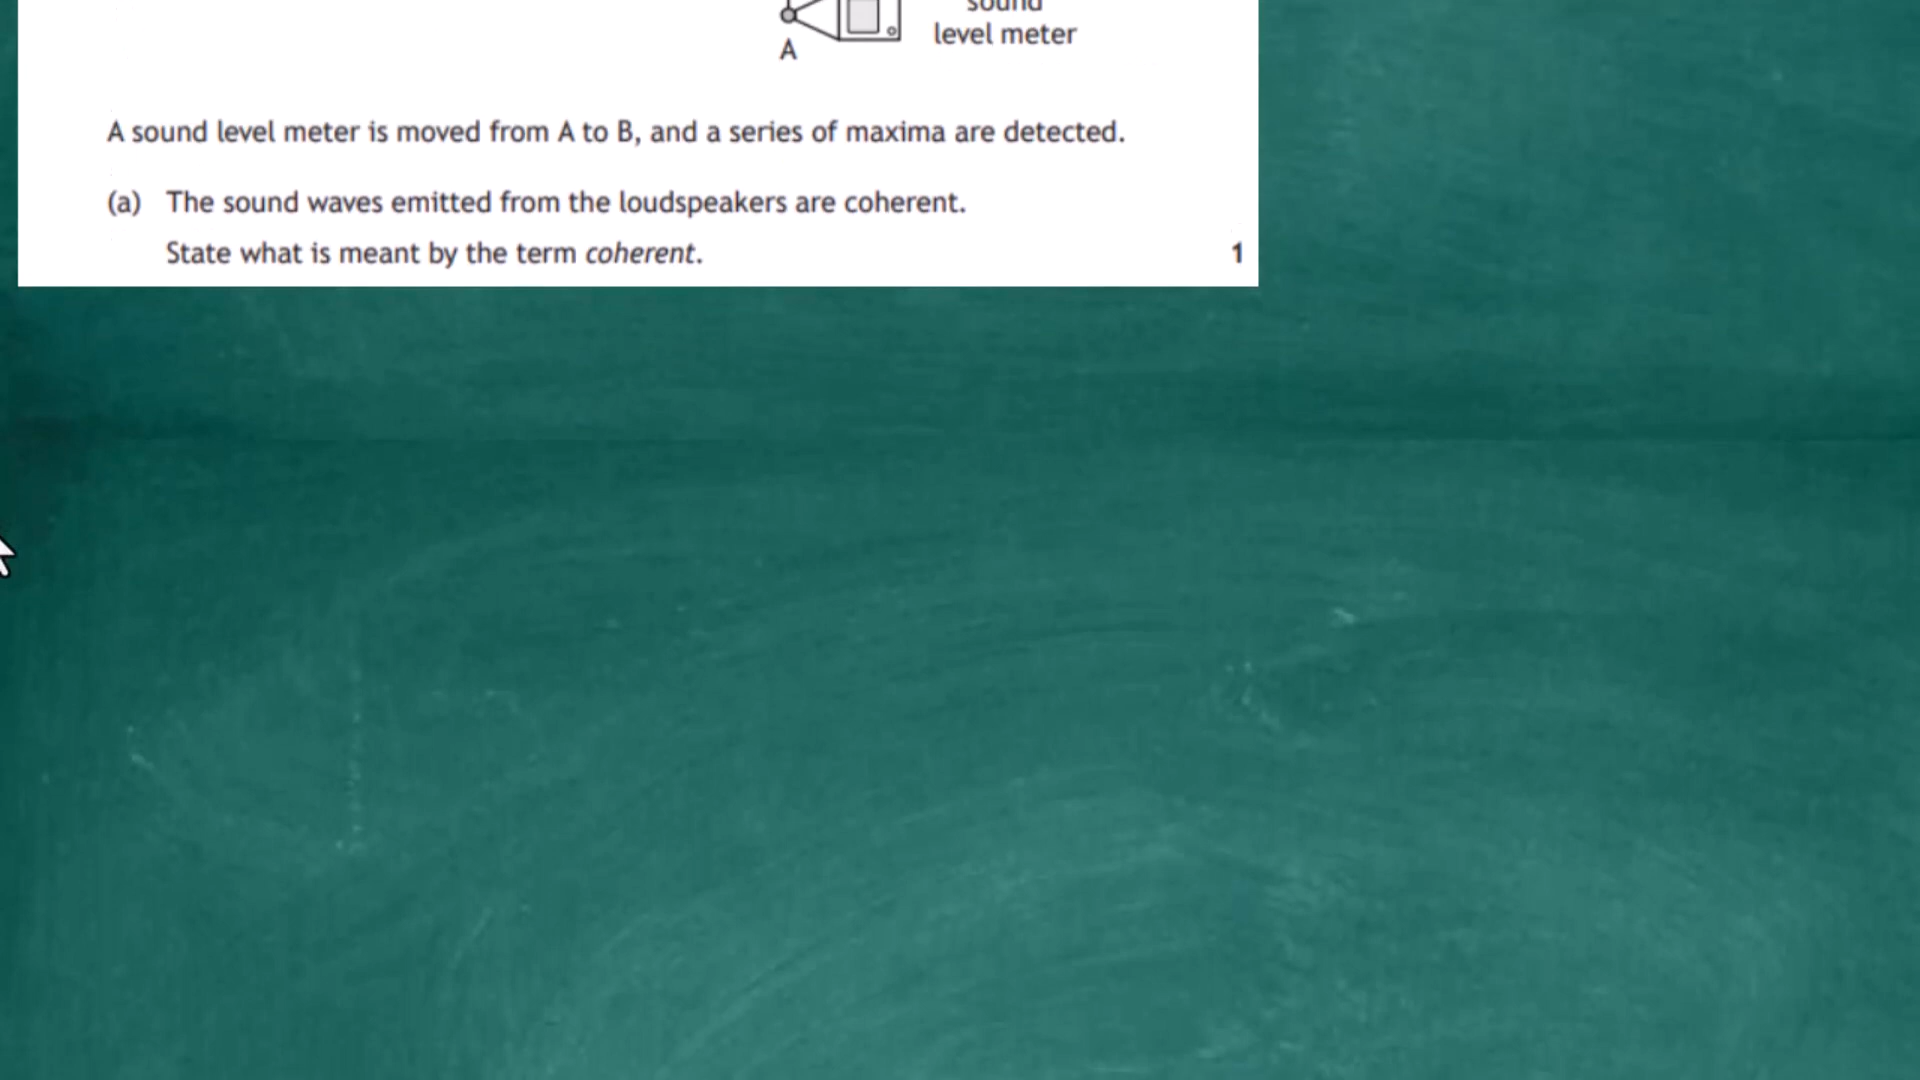 sound
level meter
A
A sound level meter is moved from A to B, and a series of maxima are detected.
(a) The sound waves emitted from the loudspeakers are coherent.
State what is meant by the term coherent.
1